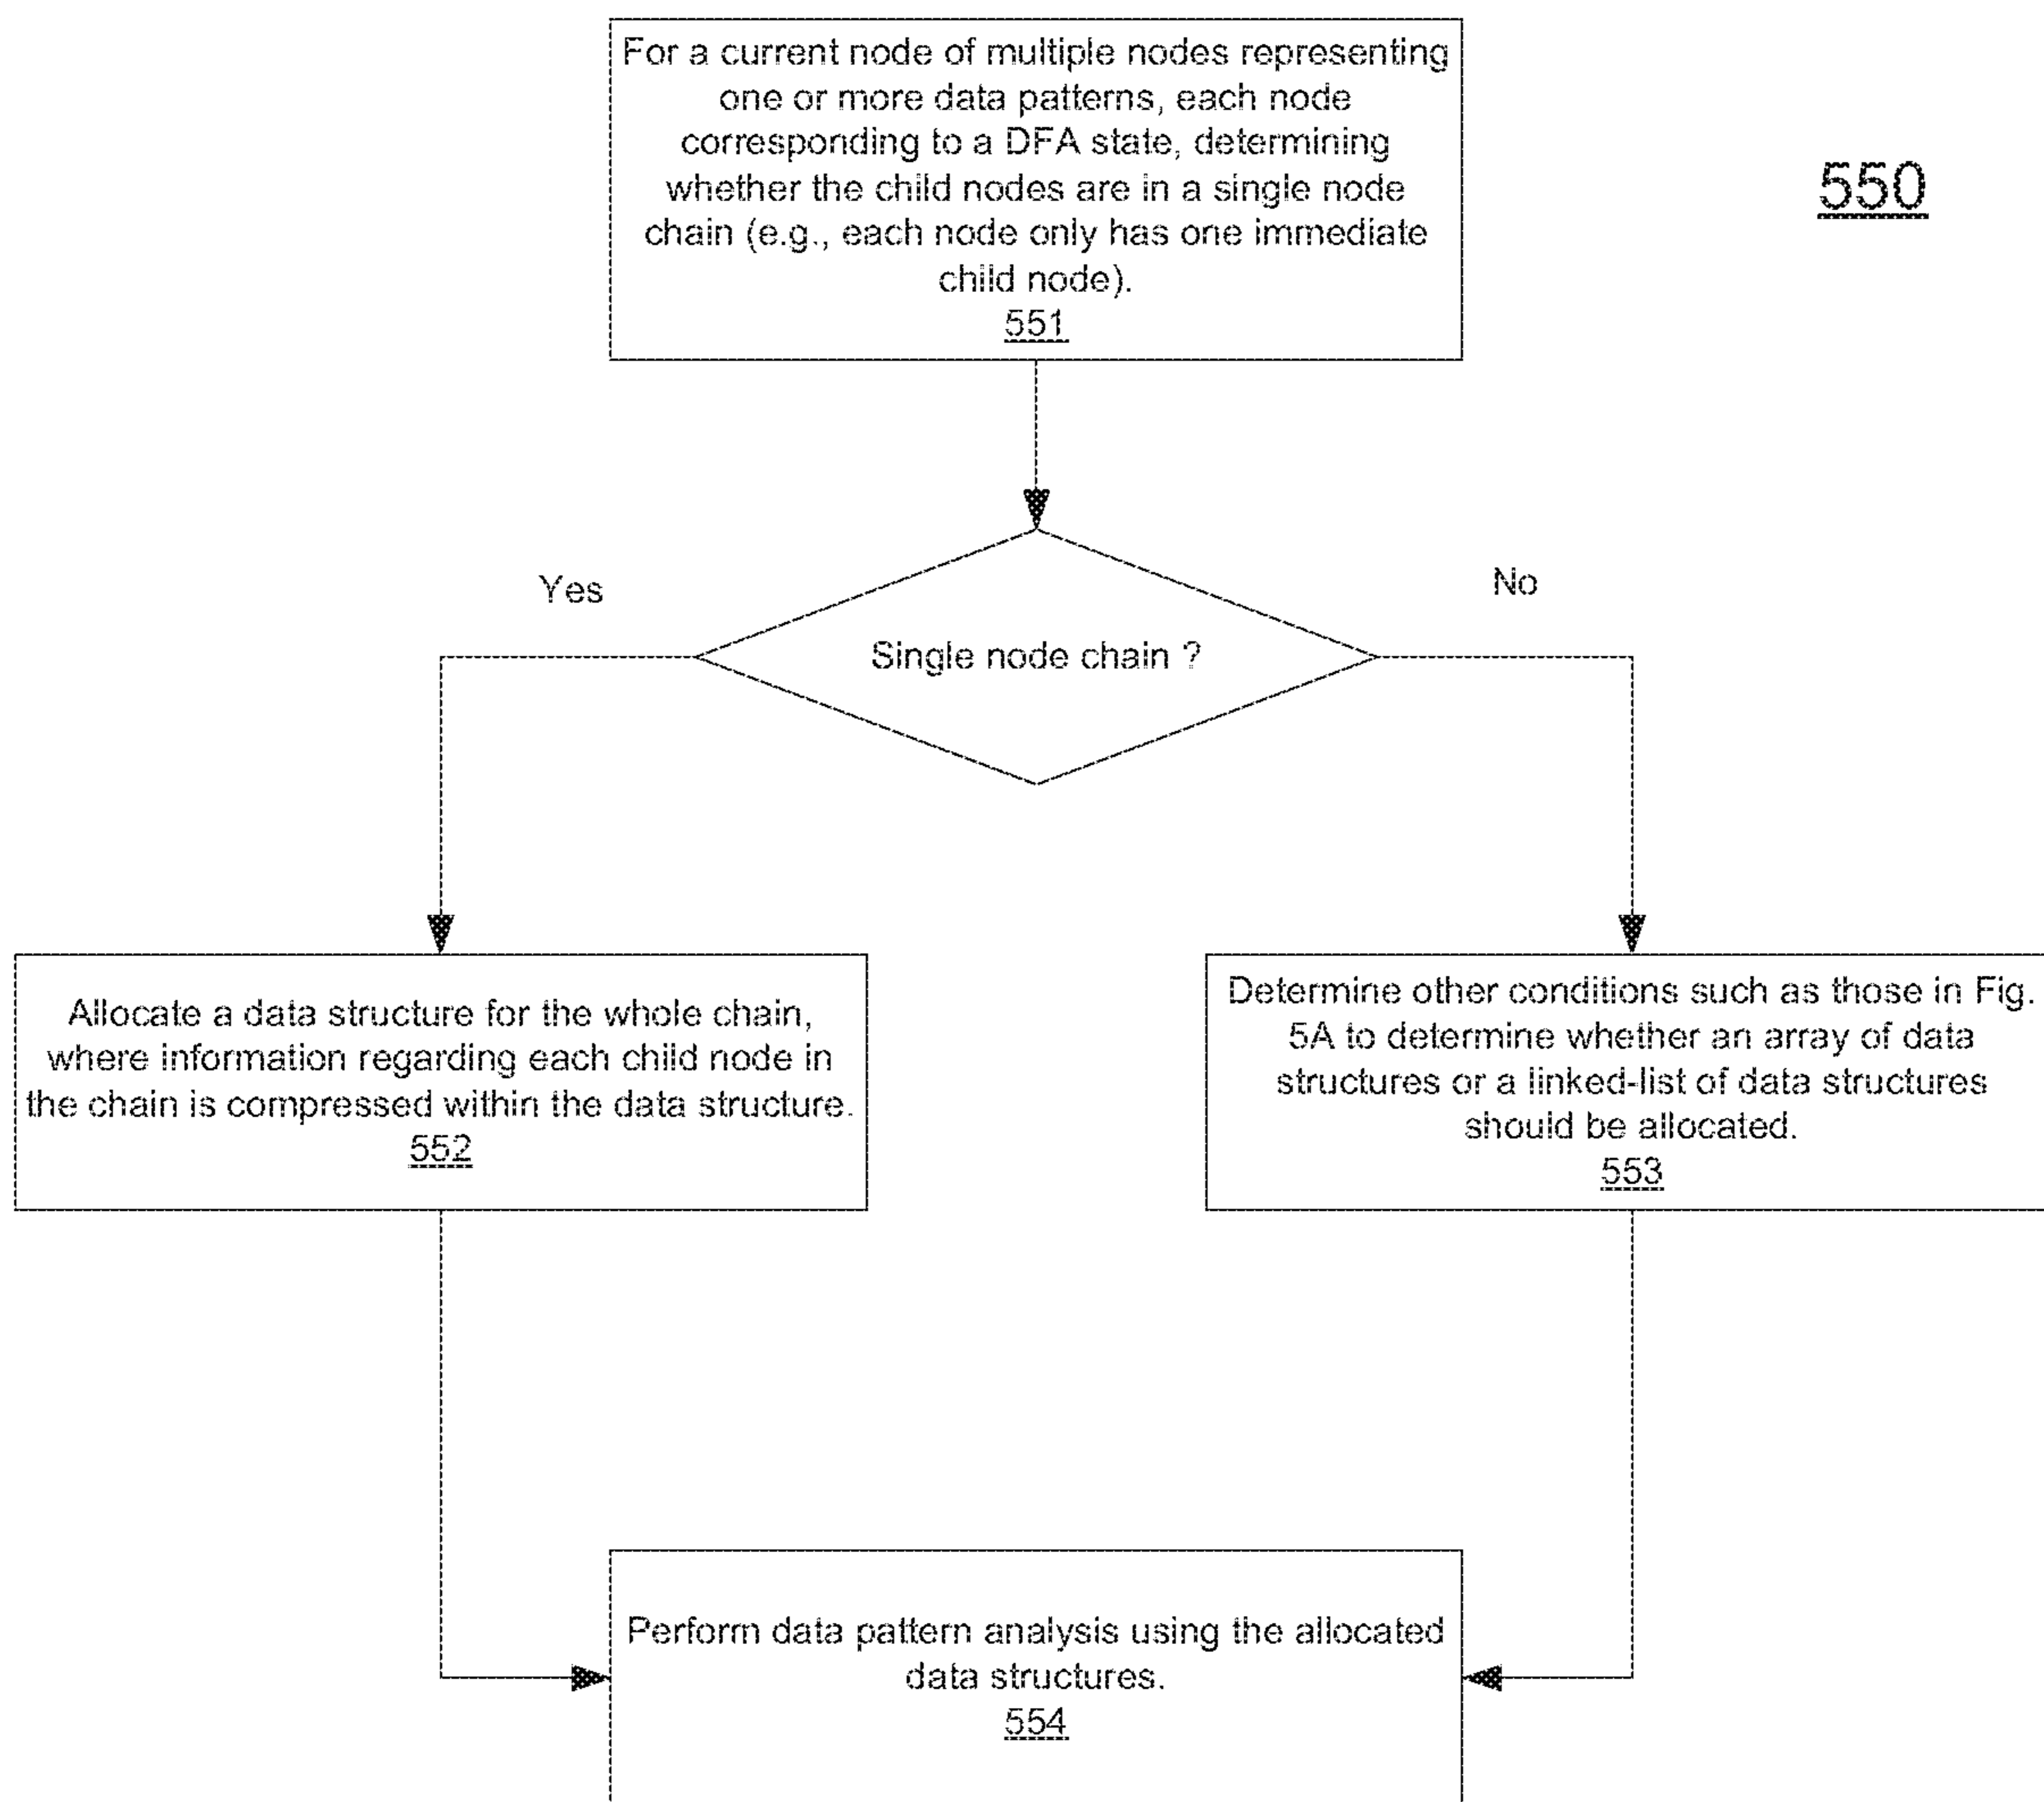 For a current node of multiple nodes representing
one or more data patterns, each node
corresponding to a DFA state, determining
whether the child nodes are in a single node
chain (e.g., each node only has one immediate
child node).
551
550
Yes
No
Single node chain ?
Allocate a data structure for the whole chain,
where information regarding each child node in
the chain is compressed within the data structure.
552
Determine other conditions such as those in Fig.
5A to determine whether an array of data
structures or a linked-list of data structures
should be allocated.
553
Perform data pattern analysis using the allocated
data structures.
554